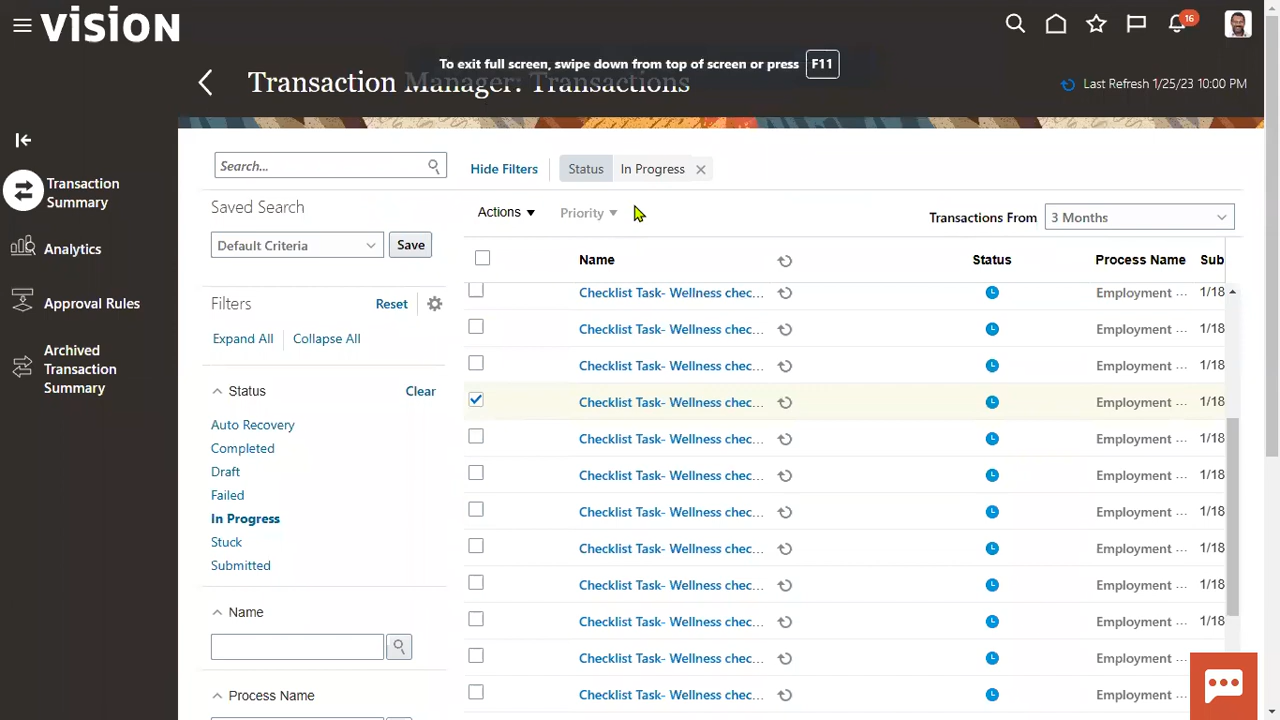 VISION
16
To exit full screen, swipe down from top of screen or press F11
Transaction Manager: Transactions
Last Refresh 1/25/23 10:00 PM
Transaction
Summary
Analytics
Approval Rules
Archived
Transaction
Summary
Search...
Saved Search
Default Criteria
Save
Filters
Reset
Expand All
Collapse All
Status
Clear
Auto Recovery
Completed
Draft
Failed
In Progress
Stuck
Submitted
Name
Process Name
Hide Filters
Status
In Progress
Actions
Priority
Transactions From
3 Months
Name Status Process Name Sub
Checklist Task- Wellness chec... Employment ... 1/18
Checklist Task- Wellness chec... Employment ... 1/18
Checklist Task- Wellness chec... Employment ... 1/18
Checklist Task- Wellness chec... Employment ... 1/18
Checklist Task- Wellness chec... Employment ... 1/18
Checklist Task- Wellness chec... Employment ... 1/18
Checklist Task- Wellness chec... Employment ... 1/18
Checklist Task- Wellness chec... Employment ... 1/18
Checklist Task- Wellness chec... Employment ... 1/18
Checklist Task- Wellness chec... Employment ... 1/18
Checklist Task- Wellness chec... Employment ... 1/18
Checklist Task- Wellness chec... Employment ... 1/18